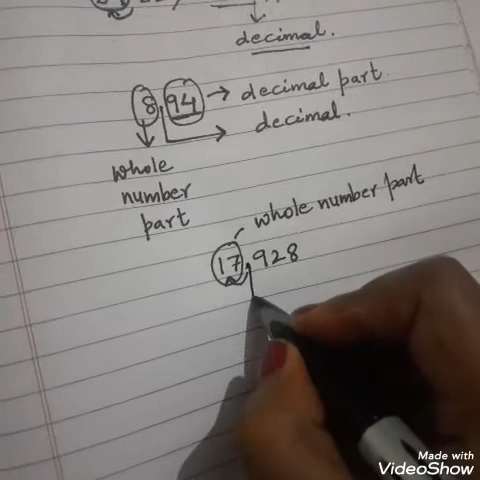 decimal.
8.94 → decimal part
decimal.
whole
number
part
whole number part
17.928
Made with
VideoShow